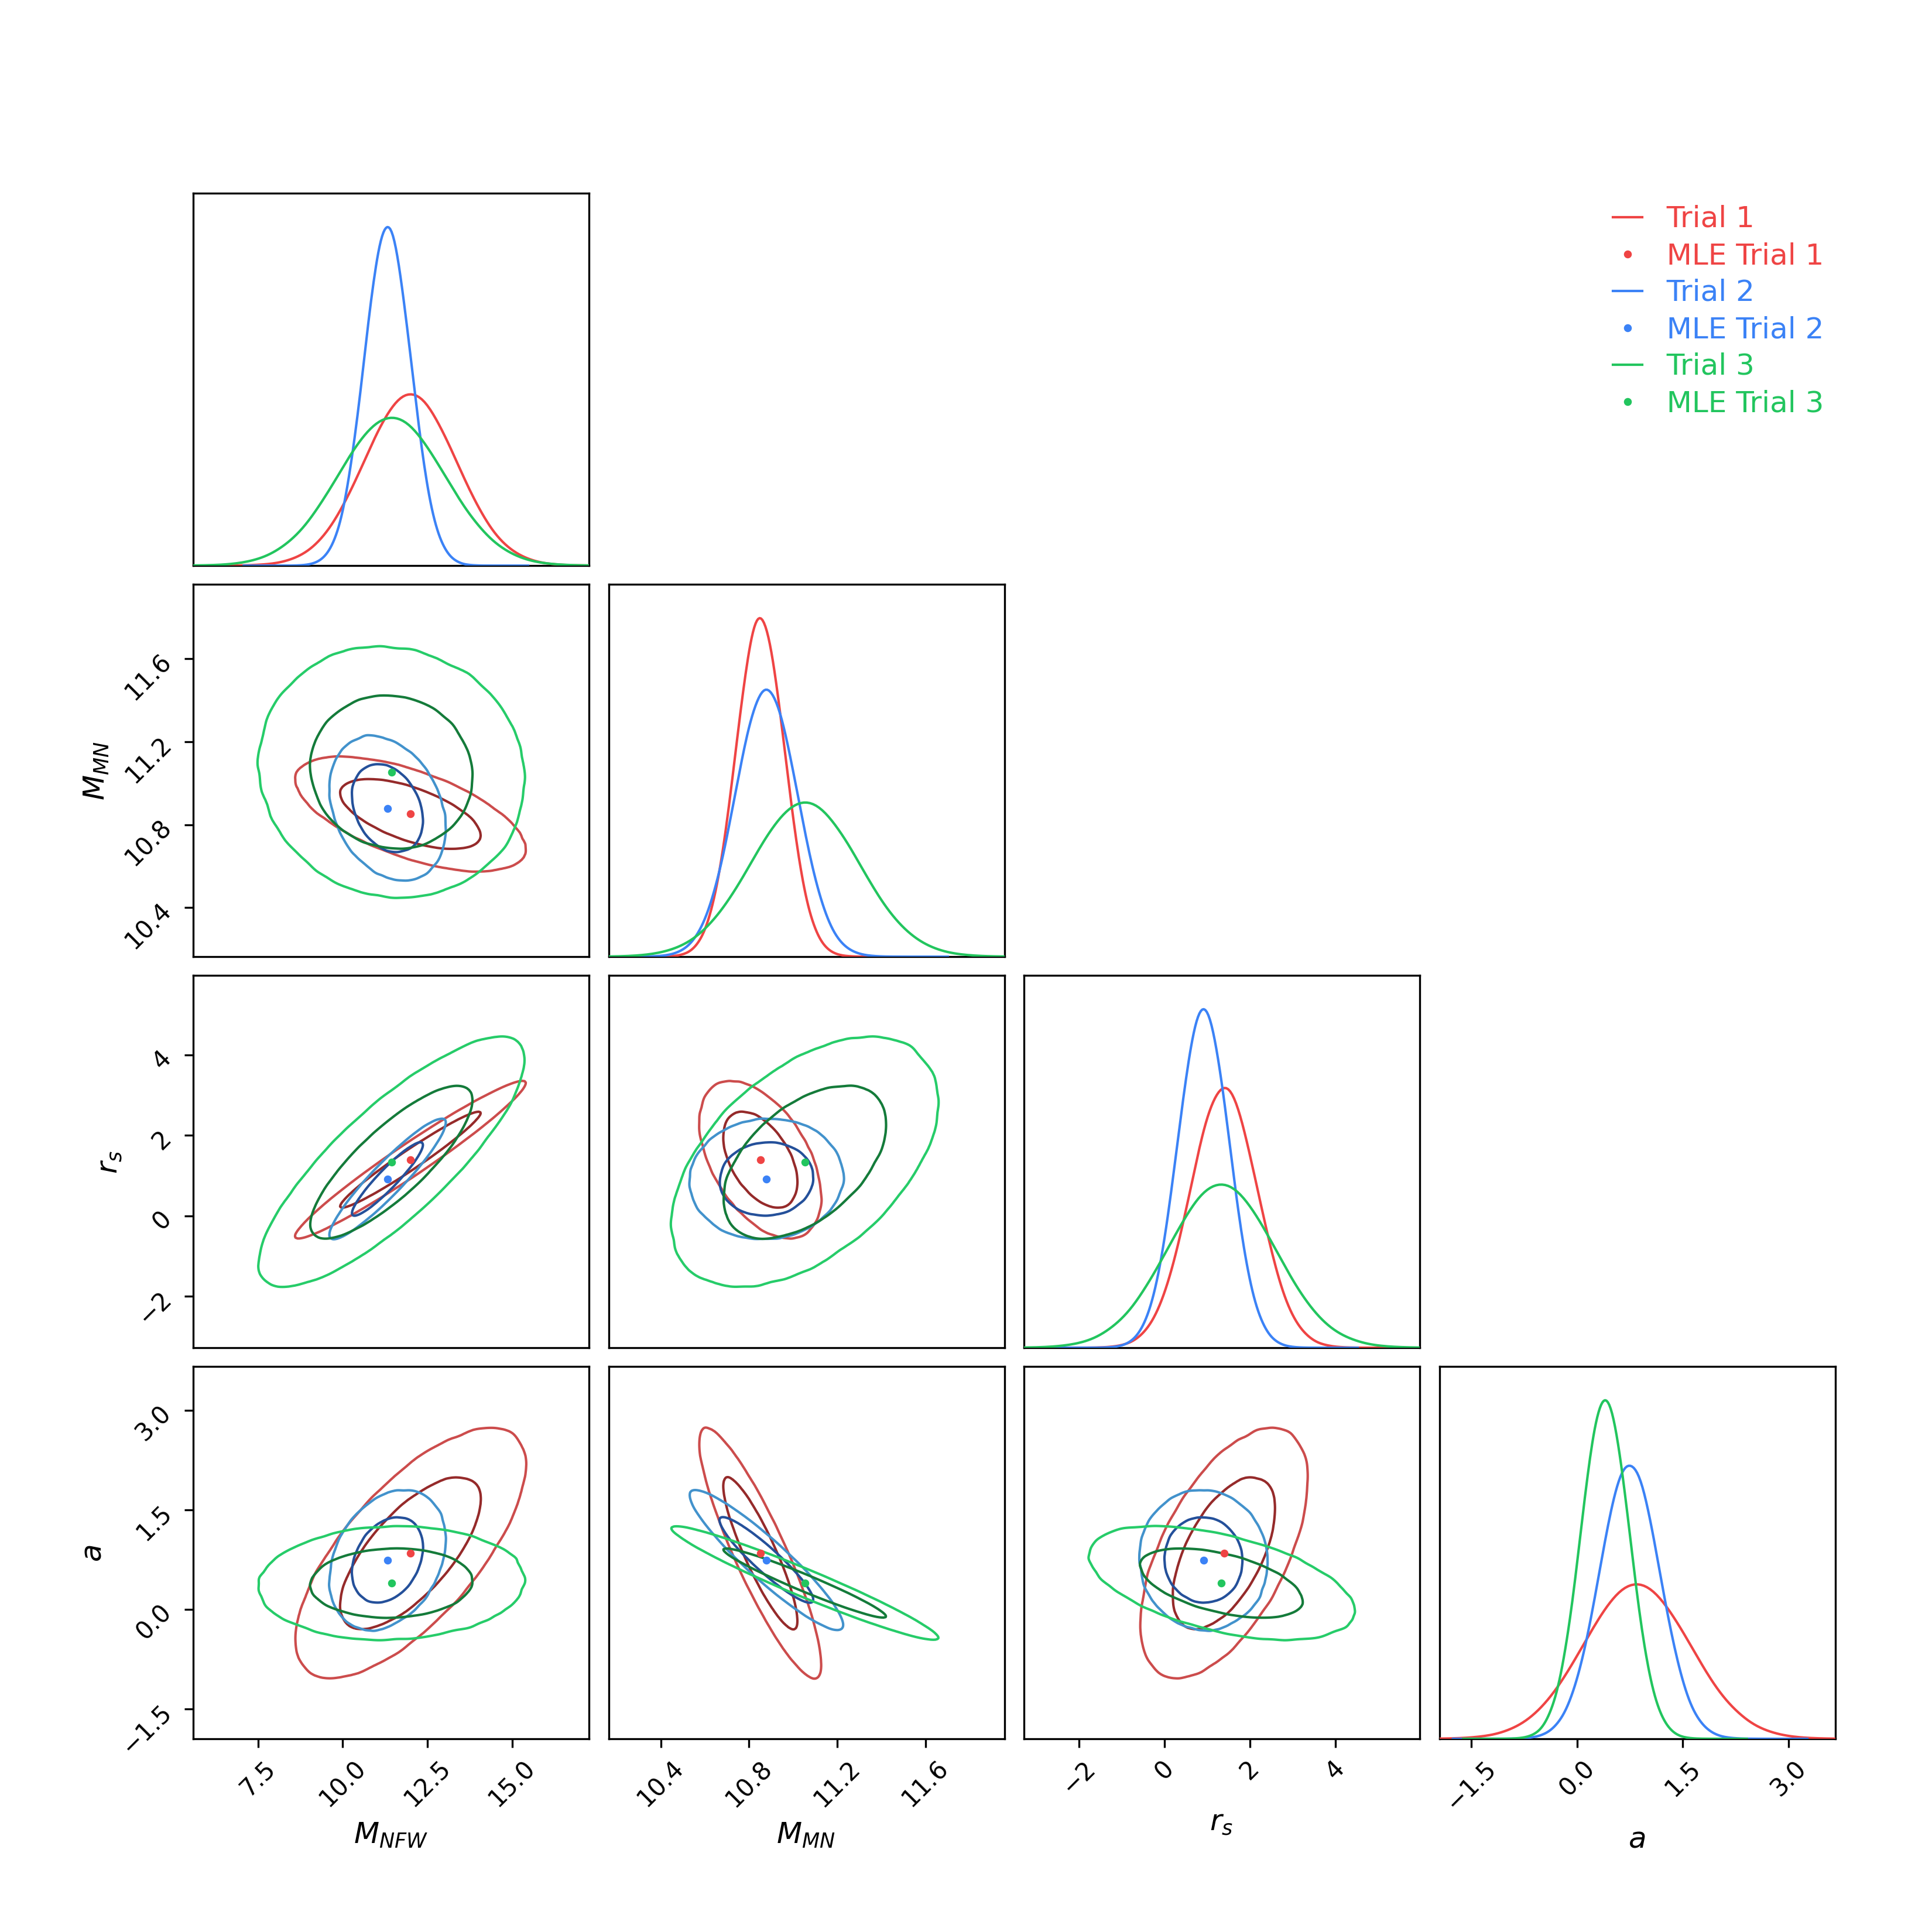 Trial 1
MLE Trial 1
Trial 2
MLE Trial 2
Trial 3
MLE Trial 3
M_MN
11.6
11.2
10.8
10.4
r_s
4
2
0
−2
a
3.0
1.5
0.0
−1.5
7.5 10.0 12.5 15.0 10.4 10.8 11.2 11.6 −2 0 2 4 −1.5 0.0 1.5 3.0
M_NFW M_MN r_s a